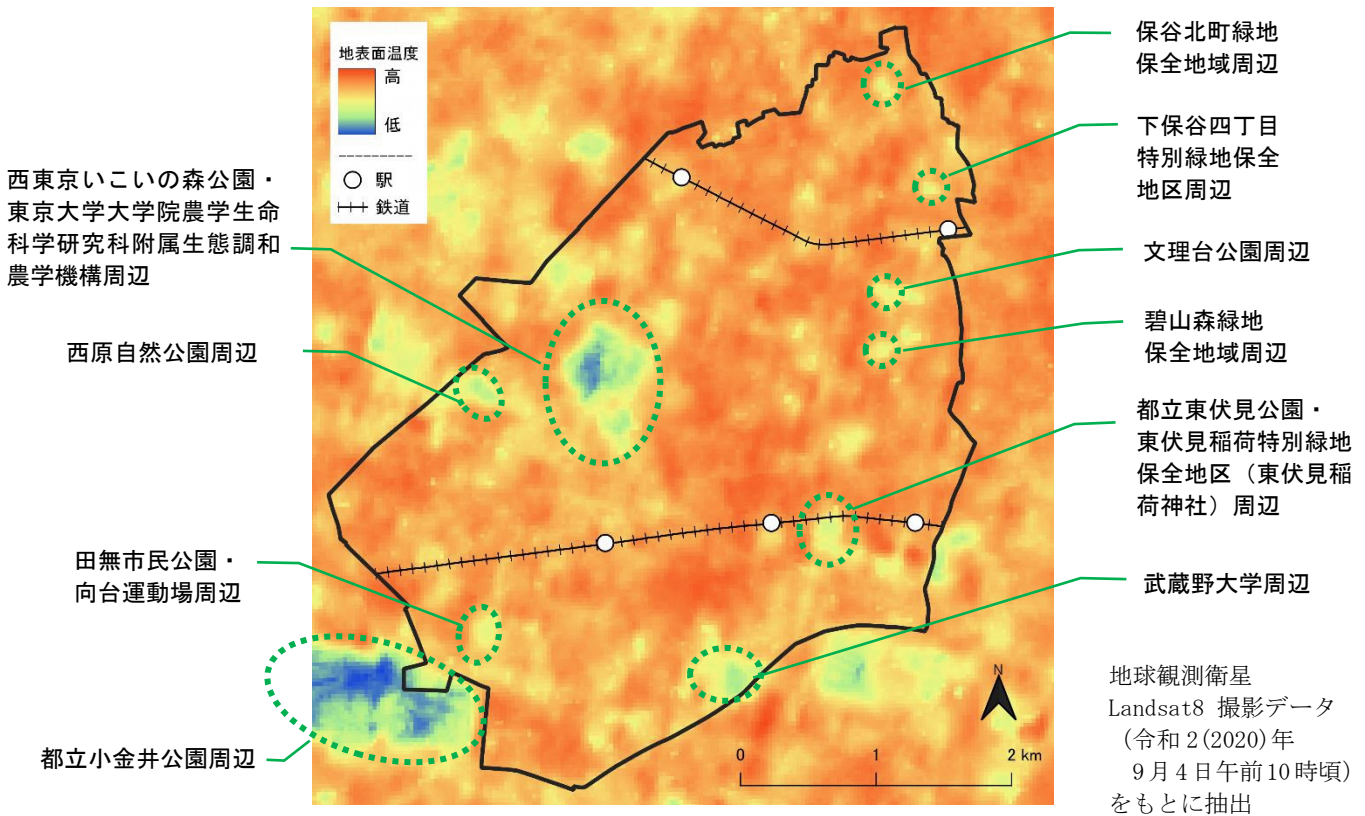 地表面温度
高
低
駅
鉄道
西東京いこいの森公園・
東京大学大学院農学生命
科学研究科附属生態調和
農学機構周辺
西原自然公園周辺
田無市民公園・
向台運動場周辺
都立小金井公園周辺
保谷北町緑地
保全地域周辺
下保谷四丁目
特別緑地保全
地区周辺
文理台公園周辺
碧山森緑地
保全地域周辺
都立東伏見公園・
東伏見稲荷特別緑地
保全地区（東伏見稲
荷神社）周辺
武蔵野大学周辺
N
0 1 2 km
地球観測衛星
Landsat8 撮影データ
（令和2(2020)年
9月4日午前10時頃）
をもとに抽出